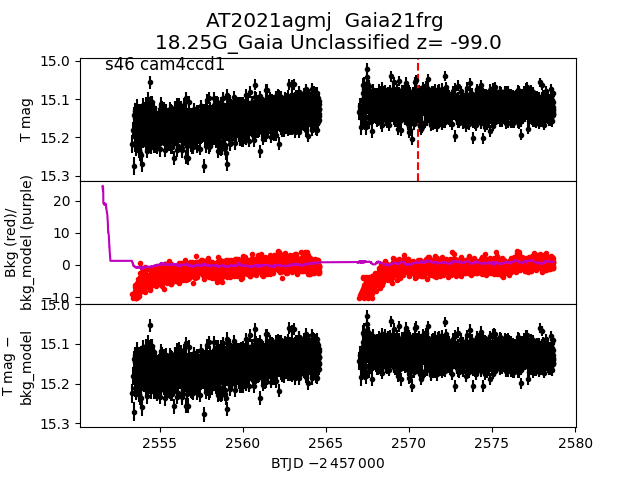 AT2021agmj  Gaia21frg
18.25G_Gaia Unclassified z= -99.0
s46 cam4ccd1
15.0
15.1
15.2
15.3
T mag
20
10
0
−10
Bkg (red)/
bkg_model (purple)
15.0
15.1
15.2
15.3
T mag −
bkg_model
2555
2560
2565
2570
2575
2580
BTJD −2 457 000